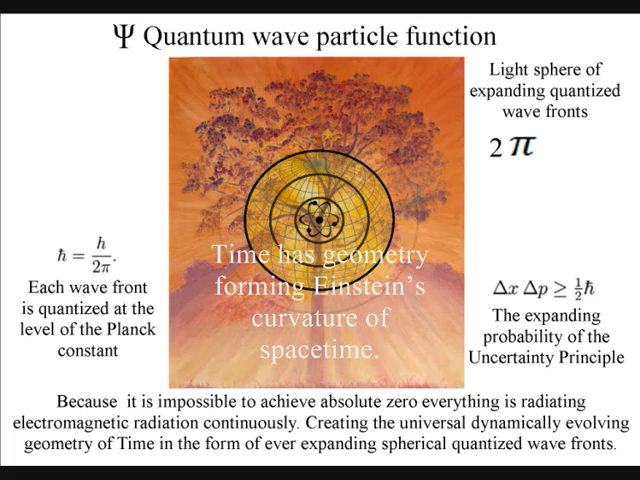 Ψ Quantum wave particle function
Light sphere of
expanding quantized
wave fronts
2 π
Time has geometry
forming Einstein's
curvature of
spacetime.
ħ = h/2π.
Each wave front
is quantized at the
level of the Planck
constant
Δx Δp ≥ ½ħ
The expanding
probability of the
Uncertainty Principle
Because it is impossible to achieve absolute zero everything is radiating
electromagnetic radiation continuously. Creating the universal dynamically evolving
geometry of Time in the form of ever expanding spherical quantized wave fronts.